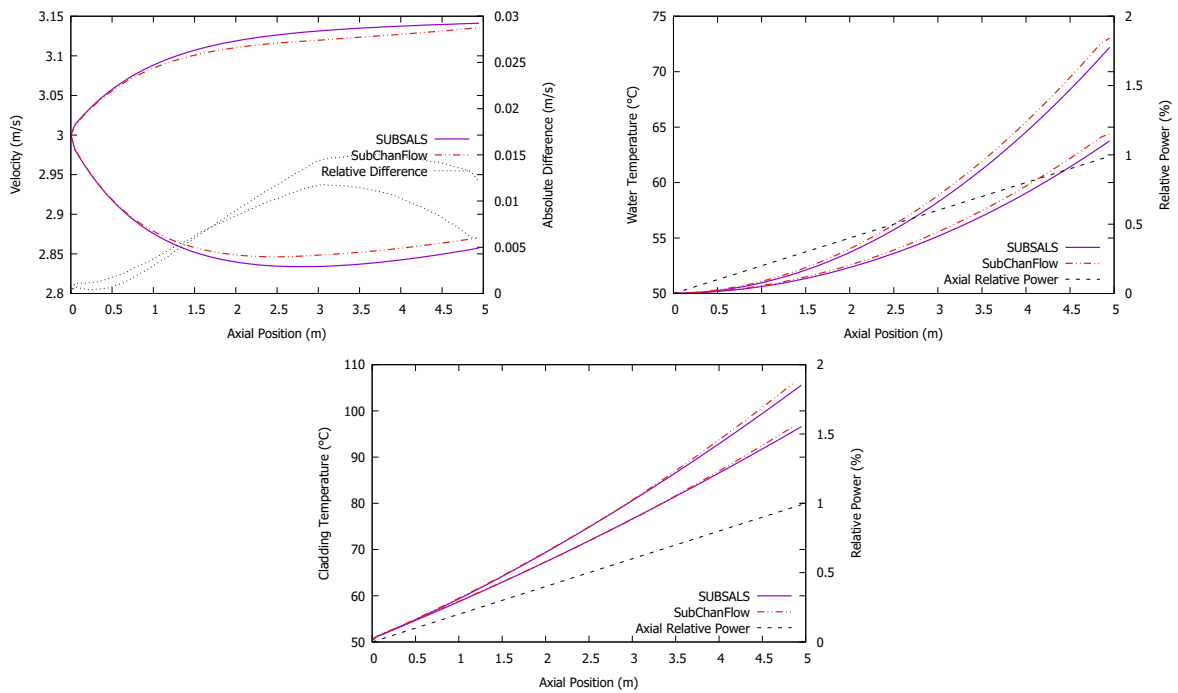 3.15
3.1
3.05
3
2.95
2.9
2.85
2.8
Velocity (m/s)
0 0.5 1 1.5 2 2.5 3 3.5 4 4.5 5
Axial Position (m)
0.03
0.025
0.02
0.015
0.01
0.005
0
Absolute Difference (m/s)
SUBSALS
SubChanFlow
Relative Difference
75
70
65
60
55
50
Water Temperature (°C)
0 0.5 1 1.5 2 2.5 3 3.5 4 4.5 5
Axial Position (m)
2
1.5
1
0.5
0
Relative Power (%)
SUBSALS
SubChanFlow
Axial Relative Power
110
100
90
80
70
60
50
Cladding Temperature (°C)
0 0.5 1 1.5 2 2.5 3 3.5 4 4.5 5
Axial Position (m)
2
1.5
1
0.5
0
Relative Power (%)
SUBSALS
SubChanFlow
Axial Relative Power